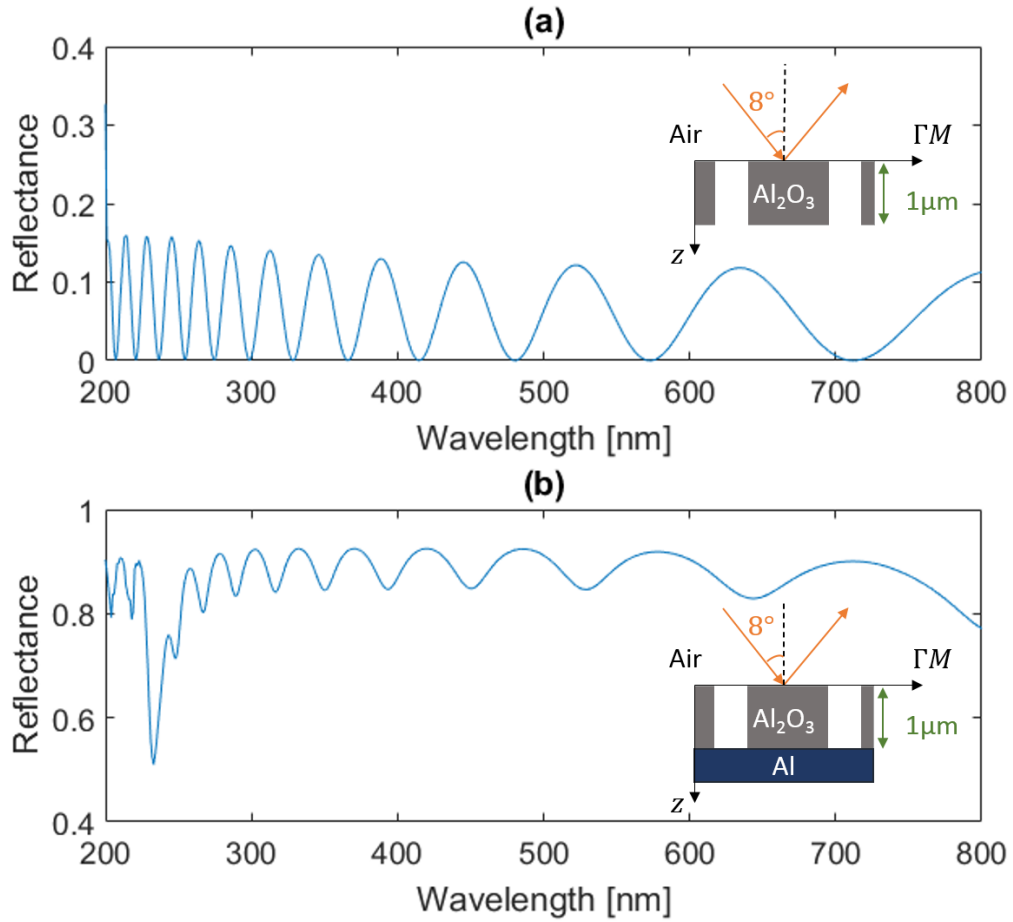 (a)
0.4
0.3
0.2
0.1
0
Reflectance
8°
Air
ΓM
Al₂O₃
1μm
z
200 300 400 500 600 700 800
Wavelength [nm]
(b)
1
0.8
0.6
0.4
Reflectance
8°
Air
ΓM
Al₂O₃
1μm
Al
z
200 300 400 500 600 700 800
Wavelength [nm]